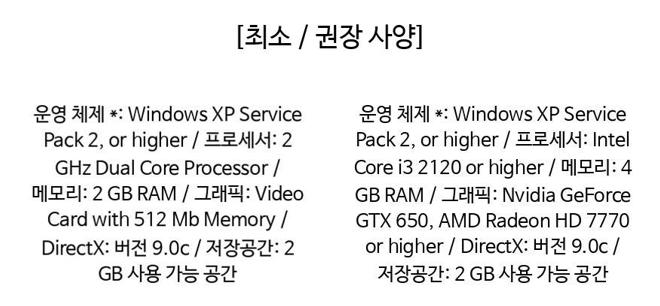 [최소 / 권장 사양]
운영 체제 *: Windows XP Service
Pack 2, or higher / 프로세서: 2
GHz Dual Core Processor /
메모리: 2 GB RAM / 그래픽: Video
Card with 512 Mb Memory /
DirectX: 버전 9.0c / 저장공간: 2
GB 사용 가능 공간
운영 체제 *: Windows XP Service
Pack 2, or higher / 프로세서: Intel
Core i3 2120 or higher / 메모리: 4
GB RAM / 그래픽: Nvidia GeForce
GTX 650, AMD Radeon HD 7770
or higher / DirectX: 버전 9.0c /
저장공간: 2 GB 사용 가능 공간